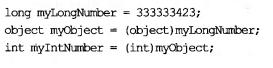 long myLongNumber = 333333423;
object myObject = (object)myLongNumber;
int myIntNumber = (int)myObject;